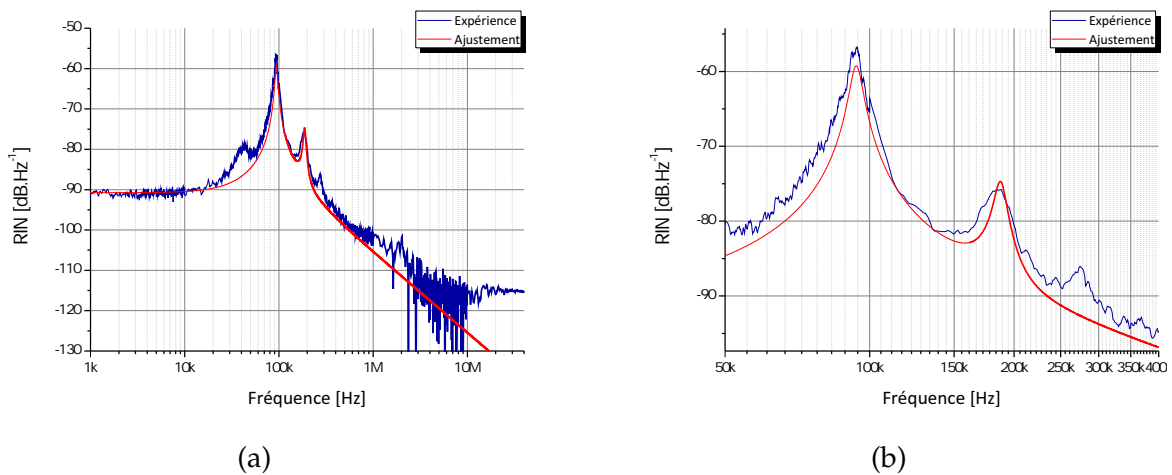 -50
-60
-70
-80
-90
-100
-110
-120
-130
RIN [dB.Hz⁻¹]
1k 10k 100k 1M 10M
Fréquence [Hz]
Expérience
Ajustement
(a)
-60
-70
-80
-90
RIN [dB.Hz⁻¹]
50k 100k 150k 200k 250k 300k 350k 400k
Fréquence [Hz]
Expérience
Ajustement
(b)